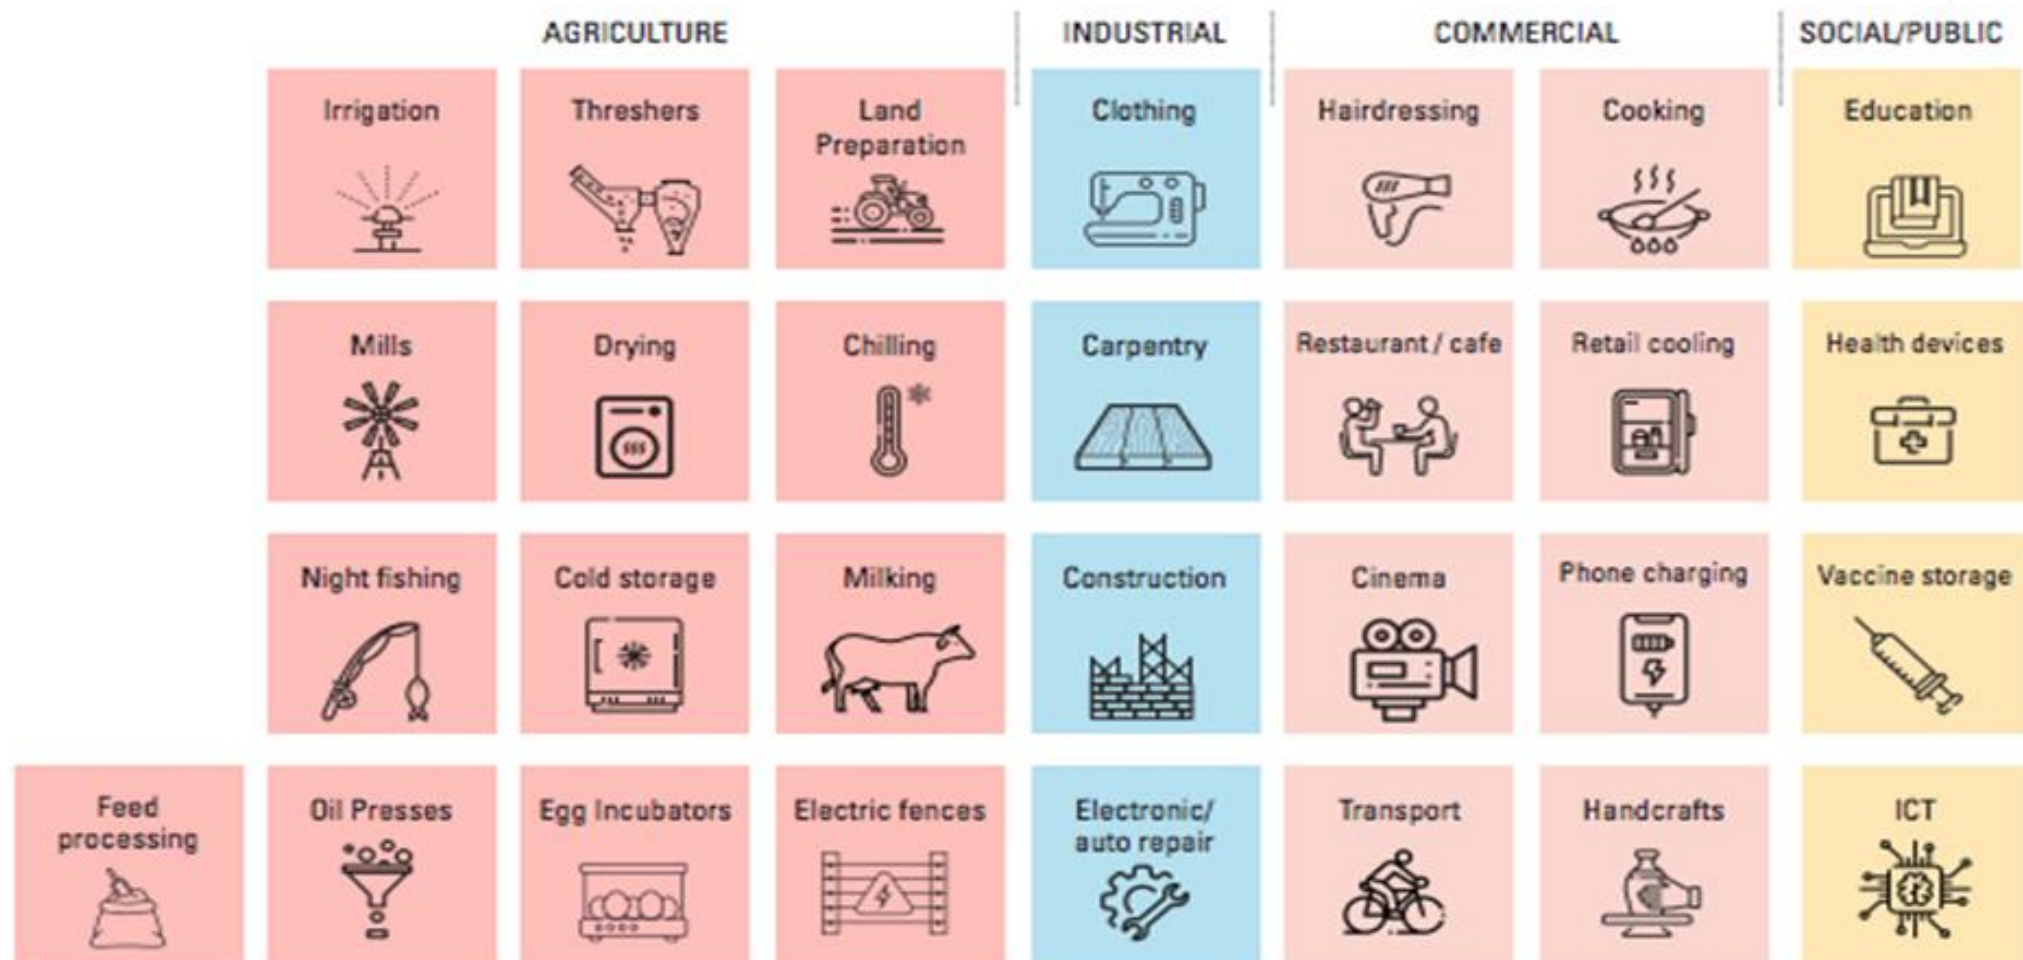 AGRICULTURE
INDUSTRIAL
COMMERCIAL
SOCIAL/PUBLIC
Irrigation
Threshers
Land
Preparation
Clothing
Hairdressing
Cooking
Education
Mills
Drying
Chilling
Carpentry
Restaurant / cafe
Retail cooling
Health devices
Night fishing
Cold storage
Milking
Construction
Cinema
Phone charging
Vaccine storage
Feed
processing
Oil Presses
Egg Incubators
Electric fences
Electronic/
auto repair
Transport
Handcrafts
ICT